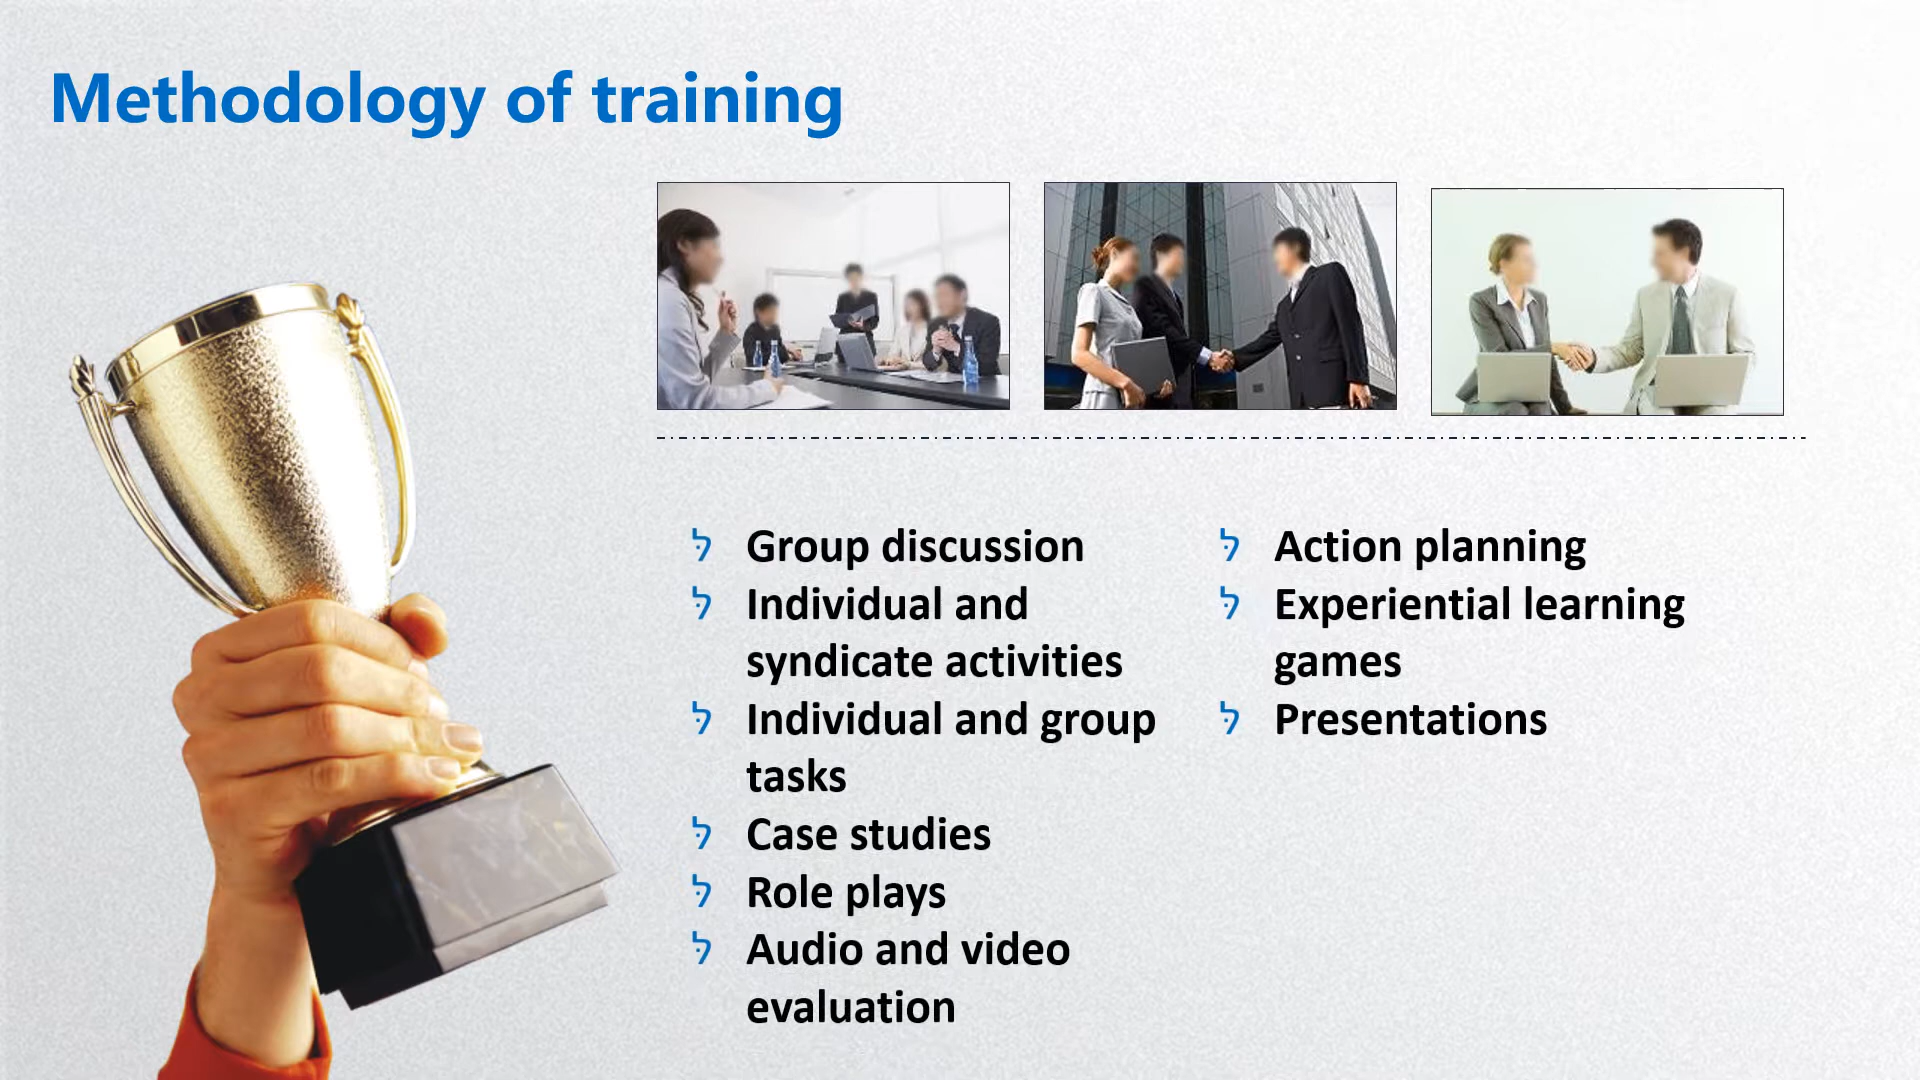 Methodology of training
לּ Group discussion
לּ Individual and
syndicate activities
לּ Individual and group
tasks
לּ Case studies
לּ Role plays
לּ Audio and video
evaluation
לּ Action planning
לּ Experiential learning
games
לּ Presentations